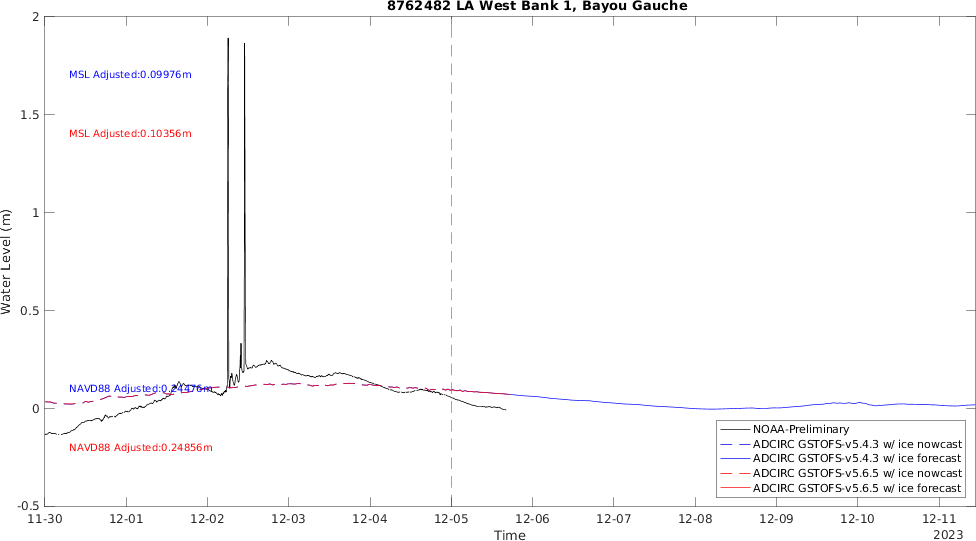 8762482 LA West Bank 1, Bayou Gauche
2
1.5
1
0.5
0
-0.5
Water Level (m)
MSL Adjusted:0.09976m
MSL Adjusted:0.10356m
NAVD88 Adjusted:0.24476m
NAVD88 Adjusted:0.24856m
NOAA-Preliminary
ADCIRC GSTOFS-v5.4.3 w/ ice nowcast
ADCIRC GSTOFS-v5.4.3 w/ ice forecast
ADCIRC GSTOFS-v5.6.5 w/ ice nowcast
ADCIRC GSTOFS-v5.6.5 w/ ice forecast
11-30 12-01 12-02 12-03 12-04 12-05 12-06 12-07 12-08 12-09 12-10 12-11
Time
2023